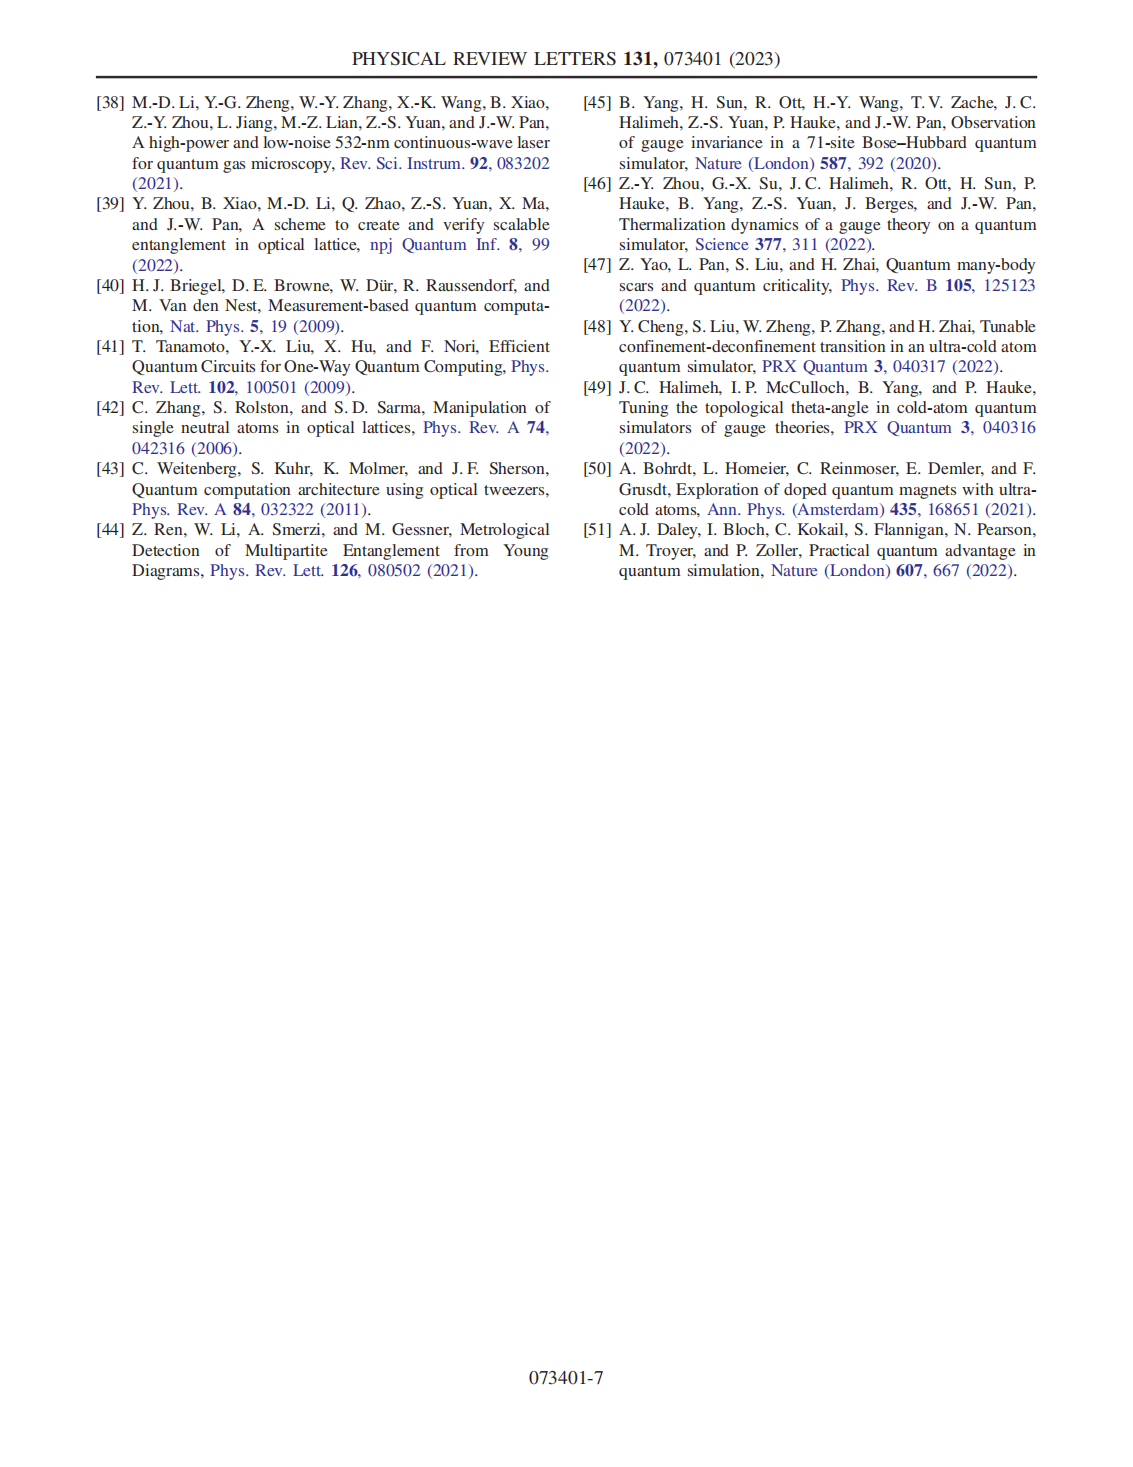 PHYSICAL REVIEW LETTERS 131, 073401 (2023)
[38] M.-D. Li, Y.-G. Zheng, W.-Y. Zhang, X.-K. Wang, B. Xiao,
Z.-Y. Zhou, L. Jiang, M.-Z. Lian, Z.-S. Yuan, and J.-W. Pan,
A high-power and low-noise 532-nm continuous-wave laser
for quantum gas microscopy, Rev. Sci. Instrum. 92, 083202
(2021).
[39] Y. Zhou, B. Xiao, M.-D. Li, Q. Zhao, Z.-S. Yuan, X. Ma,
and J.-W. Pan, A scheme to create and verify scalable
entanglement in optical lattice, npj Quantum Inf. 8, 99
(2022).
[40] H. J. Briegel, D. E. Browne, W. Dür, R. Raussendorf, and
M. Van den Nest, Measurement-based quantum computa-
tion, Nat. Phys. 5, 19 (2009).
[41] T. Tanamoto, Y.-X. Liu, X. Hu, and F. Nori, Efficient
Quantum Circuits for One-Way Quantum Computing, Phys.
Rev. Lett. 102, 100501 (2009).
[42] C. Zhang, S. Rolston, and S. D. Sarma, Manipulation of
single neutral atoms in optical lattices, Phys. Rev. A 74,
042316 (2006).
[43] C. Weitenberg, S. Kuhr, K. Molmer, and J. F. Sherson,
Quantum computation architecture using optical tweezers,
Phys. Rev. A 84, 032322 (2011).
[44] Z. Ren, W. Li, A. Smerzi, and M. Gessner, Metrological
Detection of Multipartite Entanglement from Young
Diagrams, Phys. Rev. Lett. 126, 080502 (2021).
[45] B. Yang, H. Sun, R. Ott, H.-Y. Wang, T. V. Zache, J. C.
Halimeh, Z.-S. Yuan, P. Hauke, and J.-W. Pan, Observation
of gauge invariance in a 71-site Bose–Hubbard quantum
simulator, Nature (London) 587, 392 (2020).
[46] Z.-Y. Zhou, G.-X. Su, J. C. Halimeh, R. Ott, H. Sun, P.
Hauke, B. Yang, Z.-S. Yuan, J. Berges, and J.-W. Pan,
Thermalization dynamics of a gauge theory on a quantum
simulator, Science 377, 311 (2022).
[47] Z. Yao, L. Pan, S. Liu, and H. Zhai, Quantum many-body
scars and quantum criticality, Phys. Rev. B 105, 125123
(2022).
[48] Y. Cheng, S. Liu, W. Zheng, P. Zhang, and H. Zhai, Tunable
confinement-deconfinement transition in an ultra-cold atom
quantum simulator, PRX Quantum 3, 040317 (2022).
[49] J. C. Halimeh, I. P. McCulloch, B. Yang, and P. Hauke,
Tuning the topological theta-angle in cold-atom quantum
simulators of gauge theories, PRX Quantum 3, 040316
(2022).
[50] A. Bohrdt, L. Homeier, C. Reinmoser, E. Demler, and F.
Grusdt, Exploration of doped quantum magnets with ultra-
cold atoms, Ann. Phys. (Amsterdam) 435, 168651 (2021).
[51] A. J. Daley, I. Bloch, C. Kokail, S. Flannigan, N. Pearson,
M. Troyer, and P. Zoller, Practical quantum advantage in
quantum simulation, Nature (London) 607, 667 (2022).
073401-7